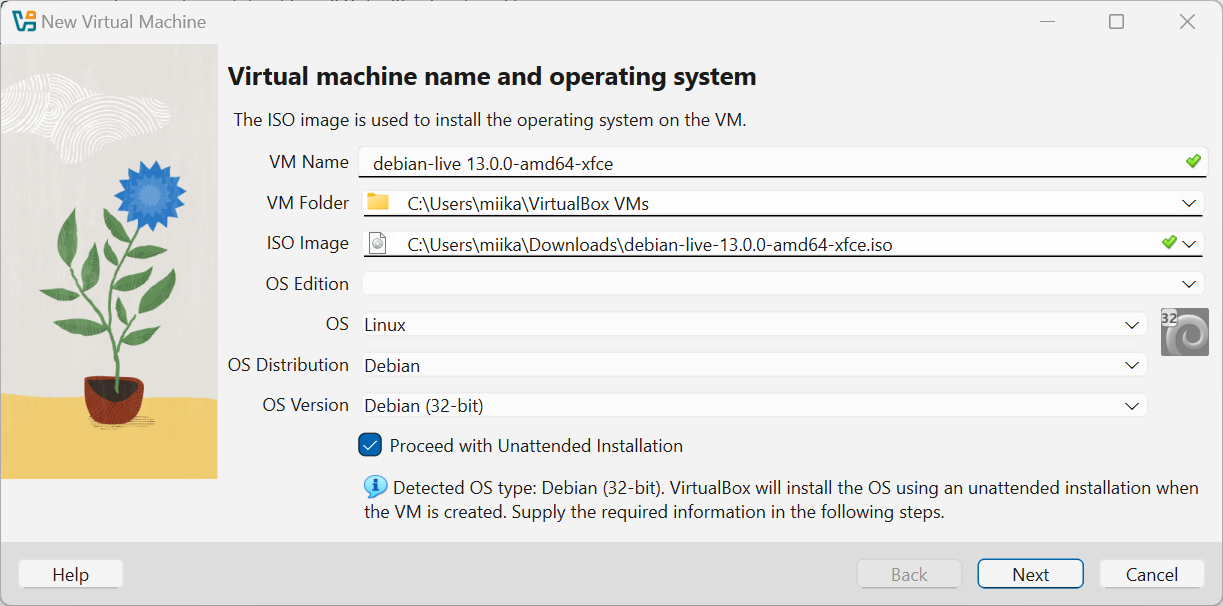 New Virtual Machine
Virtual machine name and operating system
The ISO image is used to install the operating system on the VM.
VM Name debian-live 13.0.0-amd64-xfce
VM Folder C:\Users\miika\VirtualBox VMs
ISO Image C:\Users\miika\Downloads\debian-live-13.0.0-amd64-xfce.iso
OS Edition
OS Linux
32
OS Distribution Debian
OS Version Debian (32-bit)
Proceed with Unattended Installation
Detected OS type: Debian (32-bit). VirtualBox will install the OS using an unattended installation when
the VM is created. Supply the required information in the following steps.
Help Back Next Cancel